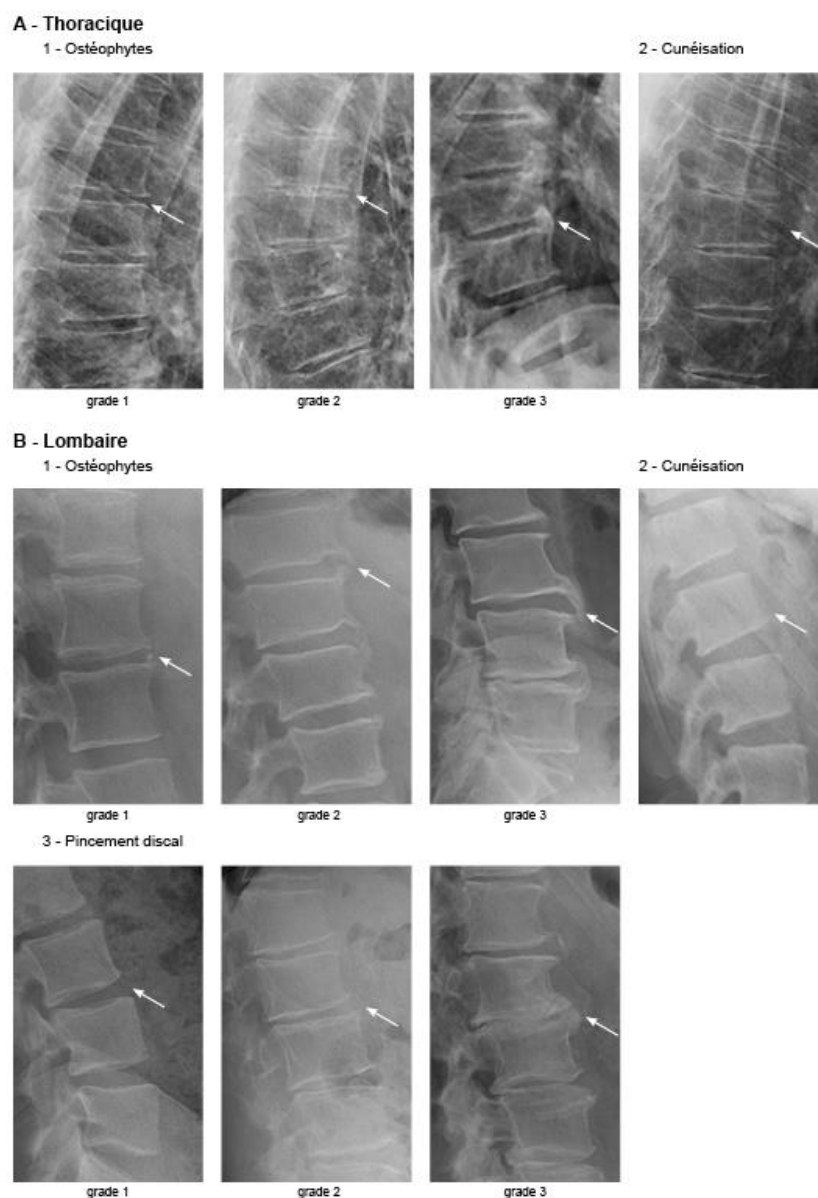 A - Thoracique
1 - Ostéophytes
2 - Cunéisation
grade 1
grade 2
grade 3
B - Lombaire
1 - Ostéophytes
2 - Cunéisation
grade 1
grade 2
grade 3
3 - Pincement discal
grade 1
grade 2
grade 3